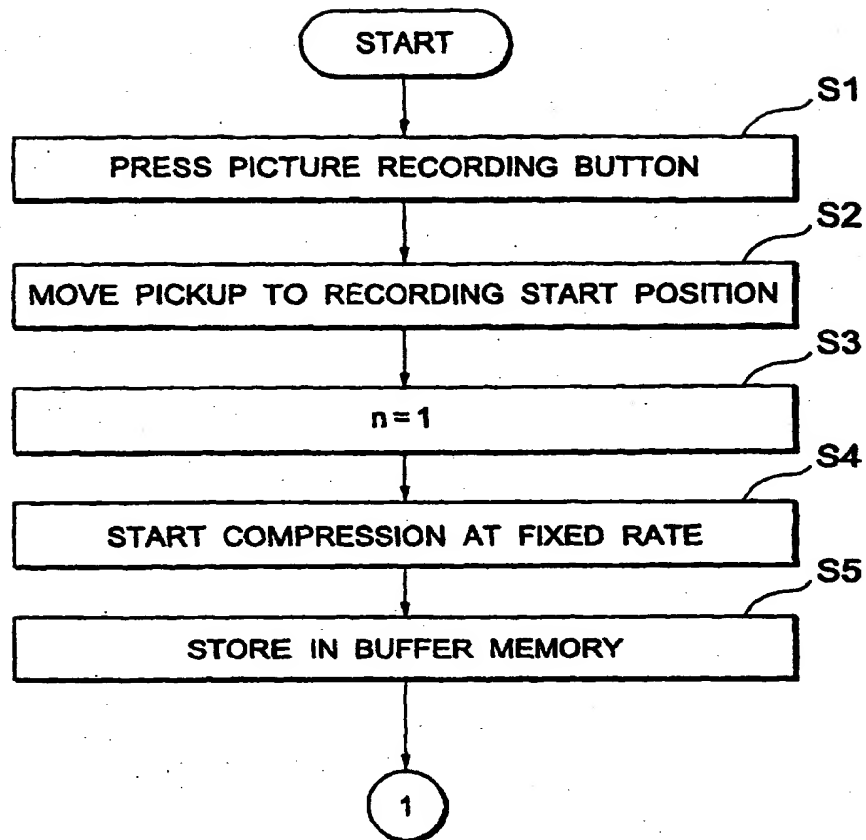 START
S1
PRESS PICTURE RECORDING BUTTON
S2
MOVE PICKUP TO RECORDING START POSITION
S3
n=1
S4
START COMPRESSION AT FIXED RATE
S5
STORE IN BUFFER MEMORY
1